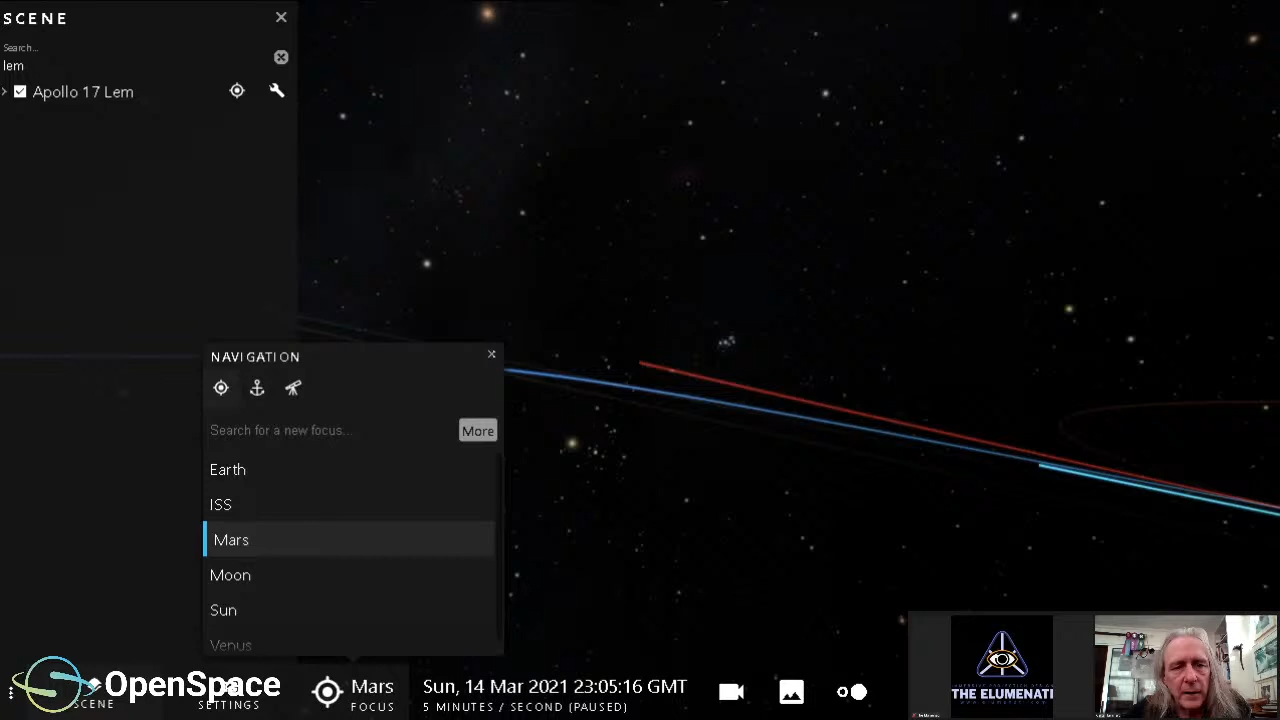 SCENE
Search...
lem
Apollo 17 Lem
NAVIGATION
Search for a new focus...
More
Earth
ISS
Mars
Moon
Sun
Venus
OpenSpace
SCENE
SETTINGS
Mars
FOCUS
Sun, 14 Mar 2021 23:05:16 GMT
5 MINUTES / SECOND (PAUSED)
THE ELUMENATI